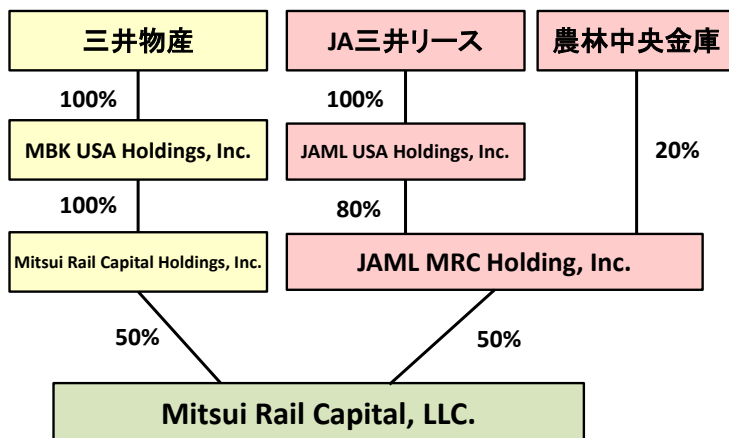 三井物産
JA三井リース
農林中央金庫
100%
100%
MBK USA Holdings, Inc.
JAML USA Holdings, Inc.
20%
100%
80%
Mitsui Rail Capital Holdings, Inc.
JAML MRC Holding, Inc.
50%
50%
Mitsui Rail Capital, LLC.